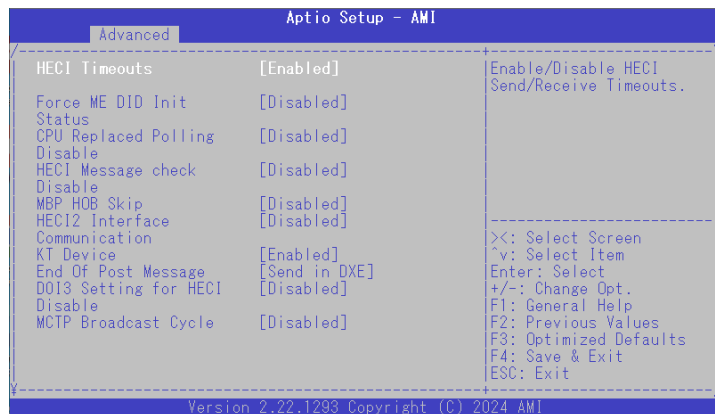 Aptio Setup - AMI
Advanced
HECI Timeouts [Enabled]
Force ME DID Init [Disabled]
Status
CPU Replaced Polling [Disabled]
Disable
HECI Message check [Disabled]
Disable
MBP HOB Skip [Disabled]
HECI2 Interface [Disabled]
Communication
KT Device [Enabled]
End Of Post Message [Send in DXE]
DOI3 Setting for HECI [Disabled]
Disable
MCTP Broadcast Cycle [Disabled]
Enable/Disable HECI
Send/Receive Timeouts.
><: Select Screen
^v: Select Item
Enter: Select
+/-: Change Opt.
F1: General Help
F2: Previous Values
F3: Optimized Defaults
F4: Save & Exit
ESC: Exit
Version 2.22.1293 Copyright (C) 2024 AMI